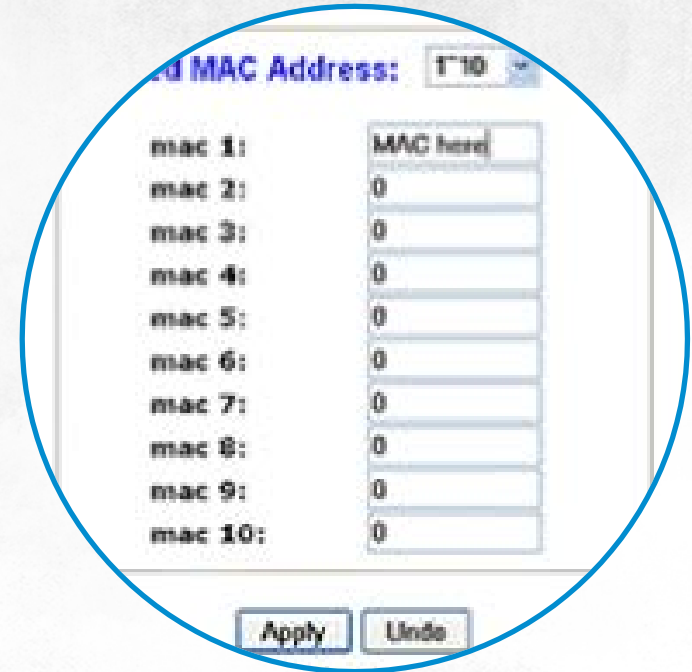 MAC Address: 1~10
mac 1: MAC here
mac 2: 0
mac 3: 0
mac 4: 0
mac 5: 0
mac 6: 0
mac 7: 0
mac 8: 0
mac 9: 0
mac 10: 0
Apply Undo